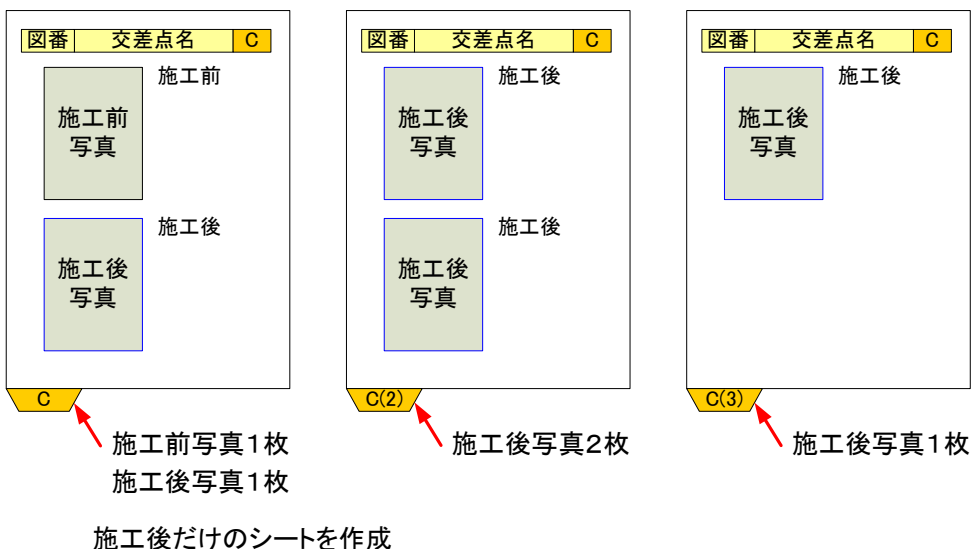 図番 交差点名 C
施工前
施工前
写真
施工後
施工後
写真
C
施工前写真1枚
施工後写真1枚
図番 交差点名 C
施工後
施工後
写真
施工後
施工後
写真
C(2)
施工後写真2枚
図番 交差点名 C
施工後
施工後
写真
C(3)
施工後写真1枚
施工後だけのシートを作成